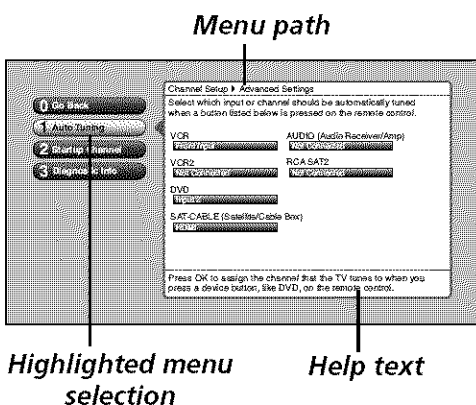 Menu path
Channel Setup ▶ Advanced Settings
Select which input or channel should be automatically tuned
when a button listed below is pressed on the remote control.
0 Go Back
1 Auto Tuning
2 Startup Channel
3 Diagnostic Info
VCR
Front Input
AUDIO (Audio Receiver/Amp)
Not Connected
VCR2
Not Connected
RCA SAT2
Not Connected
DVD
Input 2
SAT-CABLE (Satellite/Cable Box)
Press OK to assign the channel that the TV tunes to when you
press a device button, like DVD, on the remote control.
Highlighted menu
selection
Help text